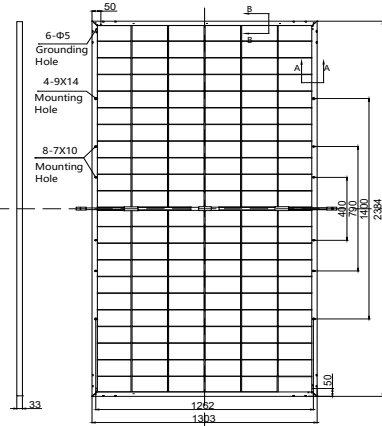 50
B
B
6-Φ5
Grounding
Hole
A
A
4-9X14
Mounting
Hole
8-7X10
Mounting
Hole
400
790
1400
2384
50
33
1262
1303